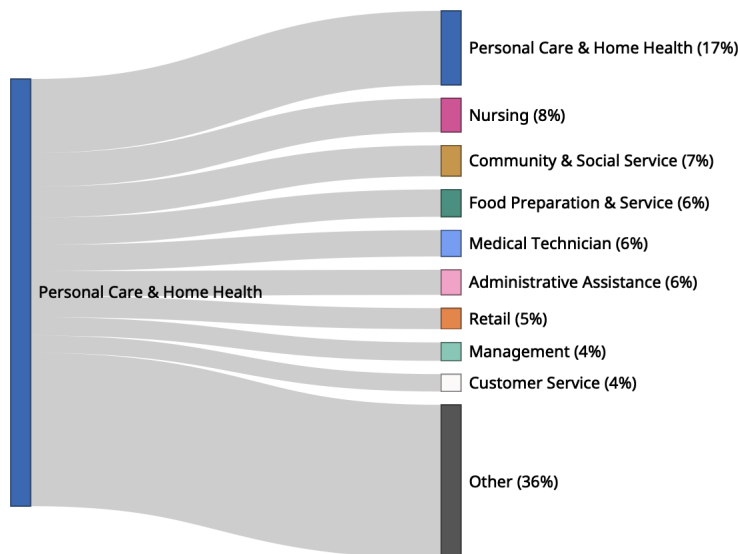 Personal Care & Home Health (17%)
Nursing (8%)
Community & Social Service (7%)
Food Preparation & Service (6%)
Medical Technician (6%)
Administrative Assistance (6%)
Personal Care & Home Health
Retail (5%)
Management (4%)
Customer Service (4%)
Other (36%)